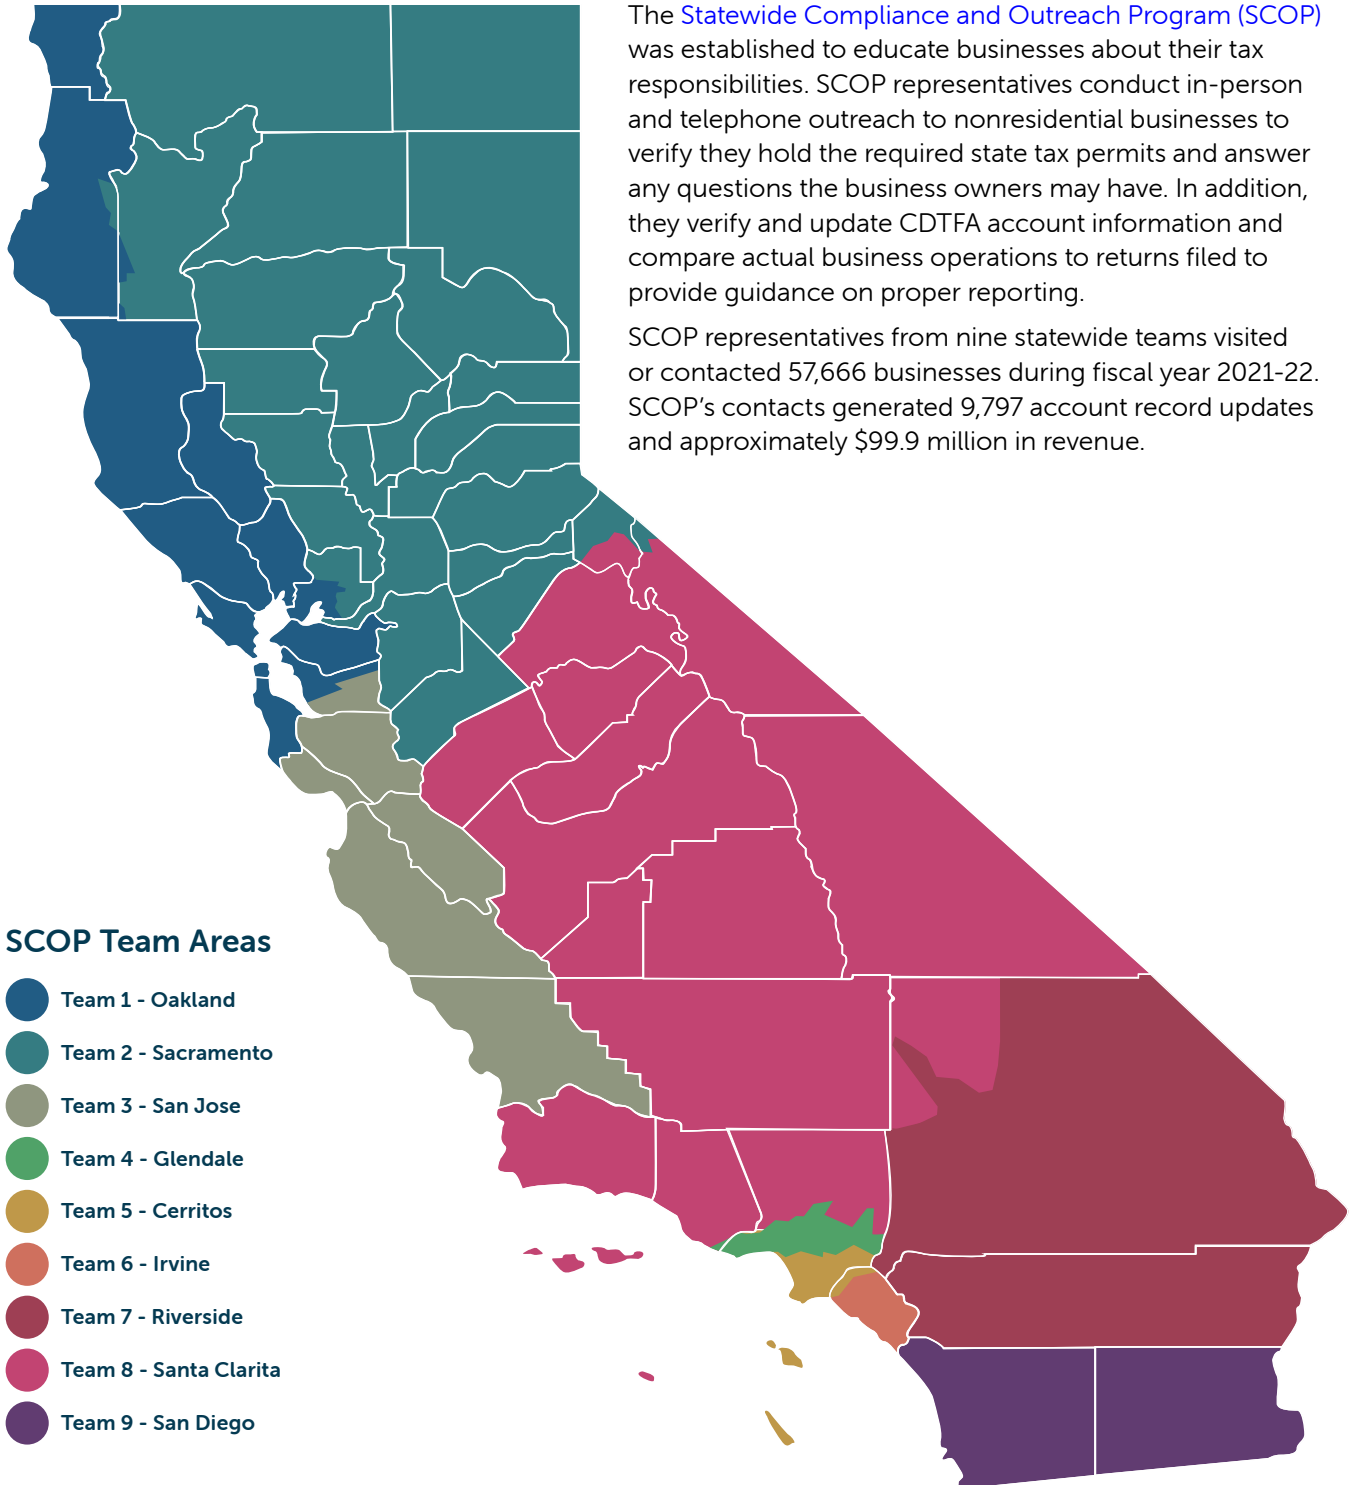 The Statewide Compliance and Outreach Program (SCOP)
was established to educate businesses about their tax
responsibilities. SCOP representatives conduct in-person
and telephone outreach to nonresidential businesses to
verify they hold the required state tax permits and answer
any questions the business owners may have. In addition,
they verify and update CDTFA account information and
compare actual business operations to returns filed to
provide guidance on proper reporting.
SCOP representatives from nine statewide teams visited
or contacted 57,666 businesses during fiscal year 2021-22.
SCOP’s contacts generated 9,797 account record updates
and approximately $99.9 million in revenue.
SCOP Team Areas
Team 1 - Oakland
Team 2 - Sacramento
Team 3 - San Jose
Team 4 - Glendale
Team 5 - Cerritos
Team 6 - Irvine
Team 7 - Riverside
Team 8 - Santa Clarita
Team 9 - San Diego